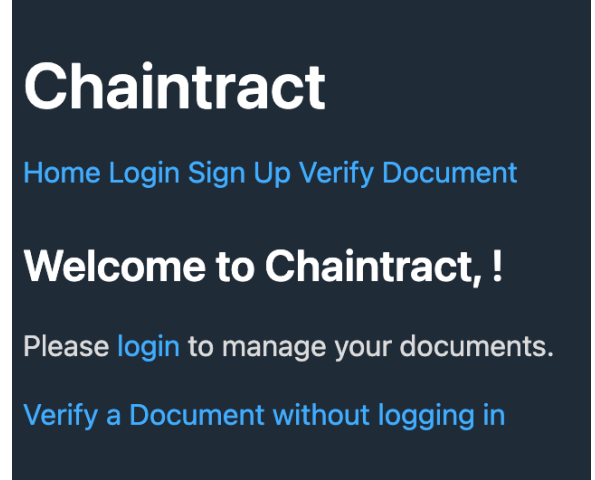 Chaintract
Home Login Sign Up Verify Document
Welcome to Chaintract, !
Please login to manage your documents.
Verify a Document without logging in